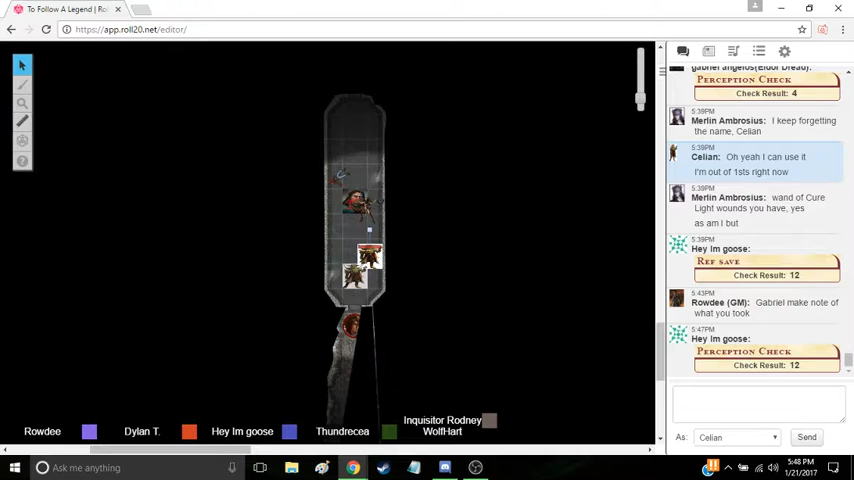 To Follow A Legend |
https://app.roll20.net/editor/
gabriel angelos(Eldor Dread):
Perception Check
Check Result: 4
5:39PM
Merlin Ambrosius: I keep forgetting
the name, Celian
5:39PM
Celian: Oh yeah I can use it
I'm out of 1sts right now
5:39PM
Merlin Ambrosius: wand of Cure
Light wounds you have, yes
as am I but
5:39PM
Hey Im goose:
Ref save
Check Result: 12
5:43PM
Rowdee (GM): Gabriel make note of
what you took
5:47PM
Hey Im goose:
Perception Check
Check Result: 12
Rowdee
Dylan T.
Hey Im goose
Thundrecea
Inquisitor Rodney
WolfHart
As: Celian
Send
Ask me anything
5:48 PM
1/21/2017